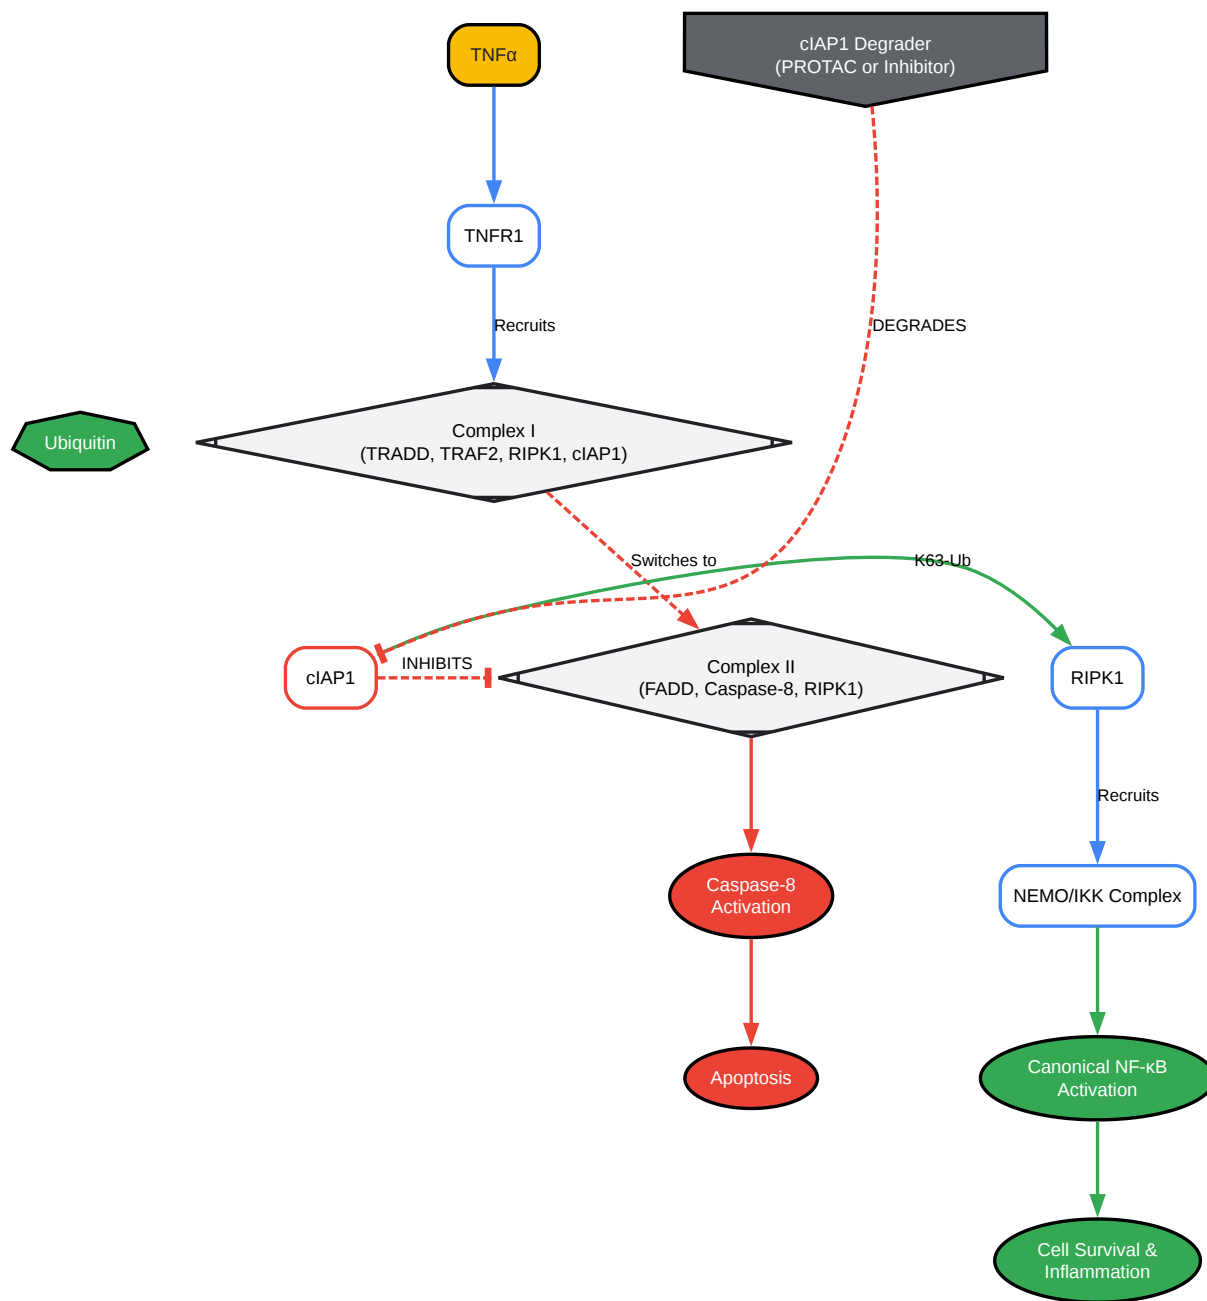 TNFα
cIAP1 Degrader
(PROTAC or Inhibitor)
TNFR1
Recruits
DEGRADES
Ubiquitin
Complex I
(TRADD, TRAF2, RIPK1, cIAP1)
Switches to
K63-Ub
cIAP1
INHIBITS
Complex II
(FADD, Caspase-8, RIPK1)
RIPK1
Recruits
Caspase-8
Activation
NEMO/IKK Complex
Apoptosis
Canonical NF-κB
Activation
Cell Survival &
Inflammation